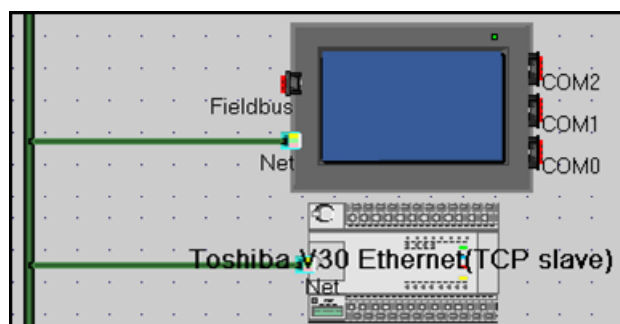 COM2
Fieldbus
COM1
Net
COM0
Toshiba V30 Ethernet(TCP slave)
Net